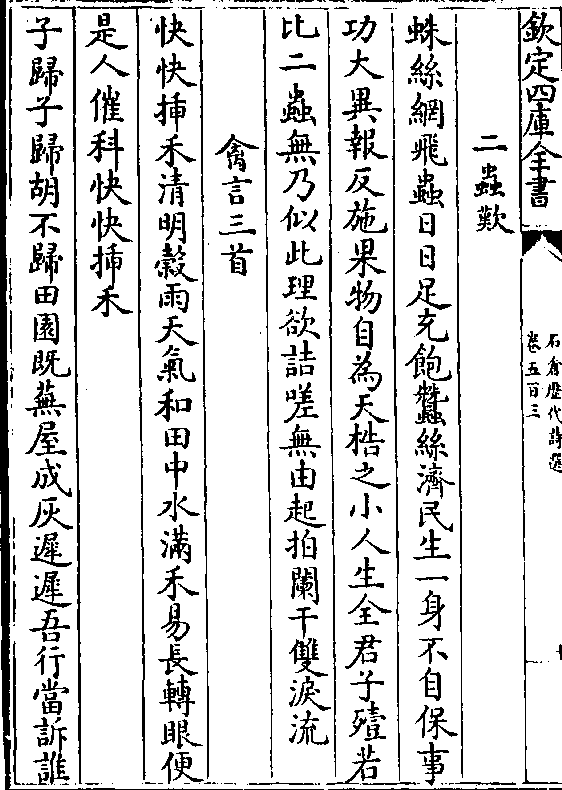 欽定四庫全書
石倉歴代詩選
卷五百三
二蟲歎
蛛絲網飛蟲日日足充飽蠶絲濟民生一身不自保事
功大異報反施果物自為天梏之小人生全君子殪若
比二蟲無乃似此理欲詰嗟無由起拍闌干雙淚流
禽言三首
快快揷禾清明榖雨天氣和田中水滿禾易長轉眼便
是人催科快快揷禾
子歸子歸胡不歸田園既蕪屋成灰遲遲吾行當訴誰